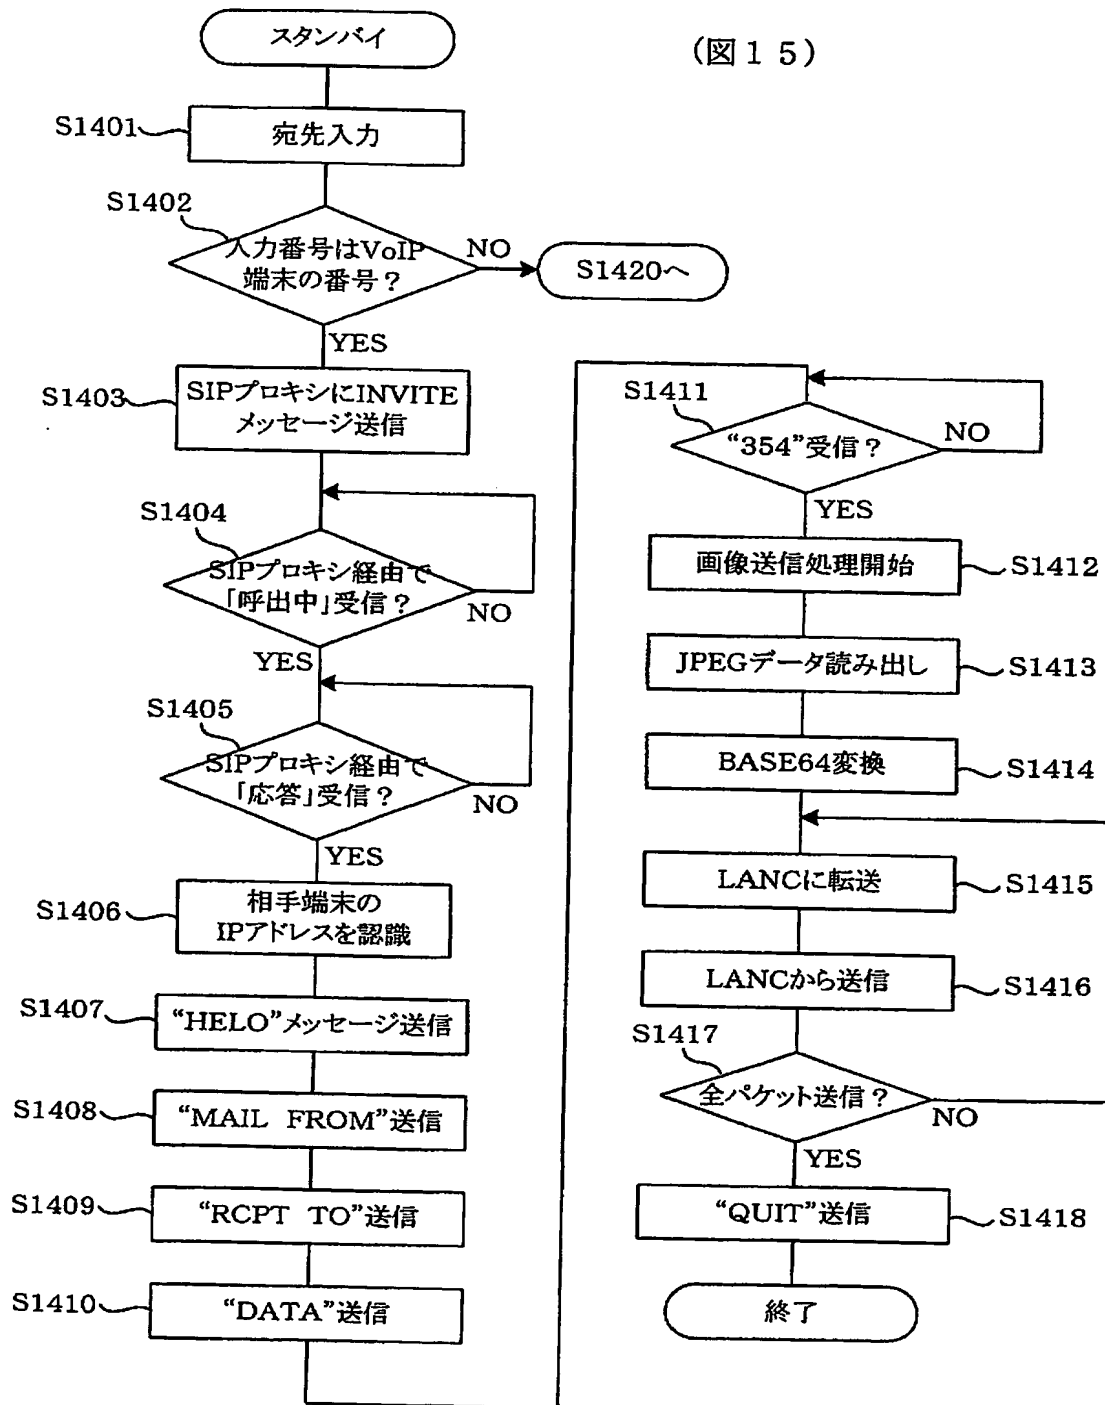 (図15)
スタンバイ
S1401
宛先入力
S1402
入力番号はVoIP
端末の番号?
NO
S1420へ
YES
S1403
SIPプロキシにINVITE
メッセージ送信
S1404
SIPプロキシ経由で
「呼出中」受信?
NO
YES
S1405
SIPプロキシ経由で
「応答」受信?
NO
YES
S1406
相手端末の
IPアドレスを認識
S1407
“HELO”メッセージ送信
S1408
“MAIL FROM”送信
S1409
“RCPT TO”送信
S1410
“DATA”送信
S1411
“354”受信?
NO
YES
画像送信処理開始
S1412
JPEGデータ読み出し
S1413
BASE64変換
S1414
LANCに転送
S1415
LANCから送信
S1416
S1417
全パケット送信?
NO
YES
“QUIT”送信
S1418
終了